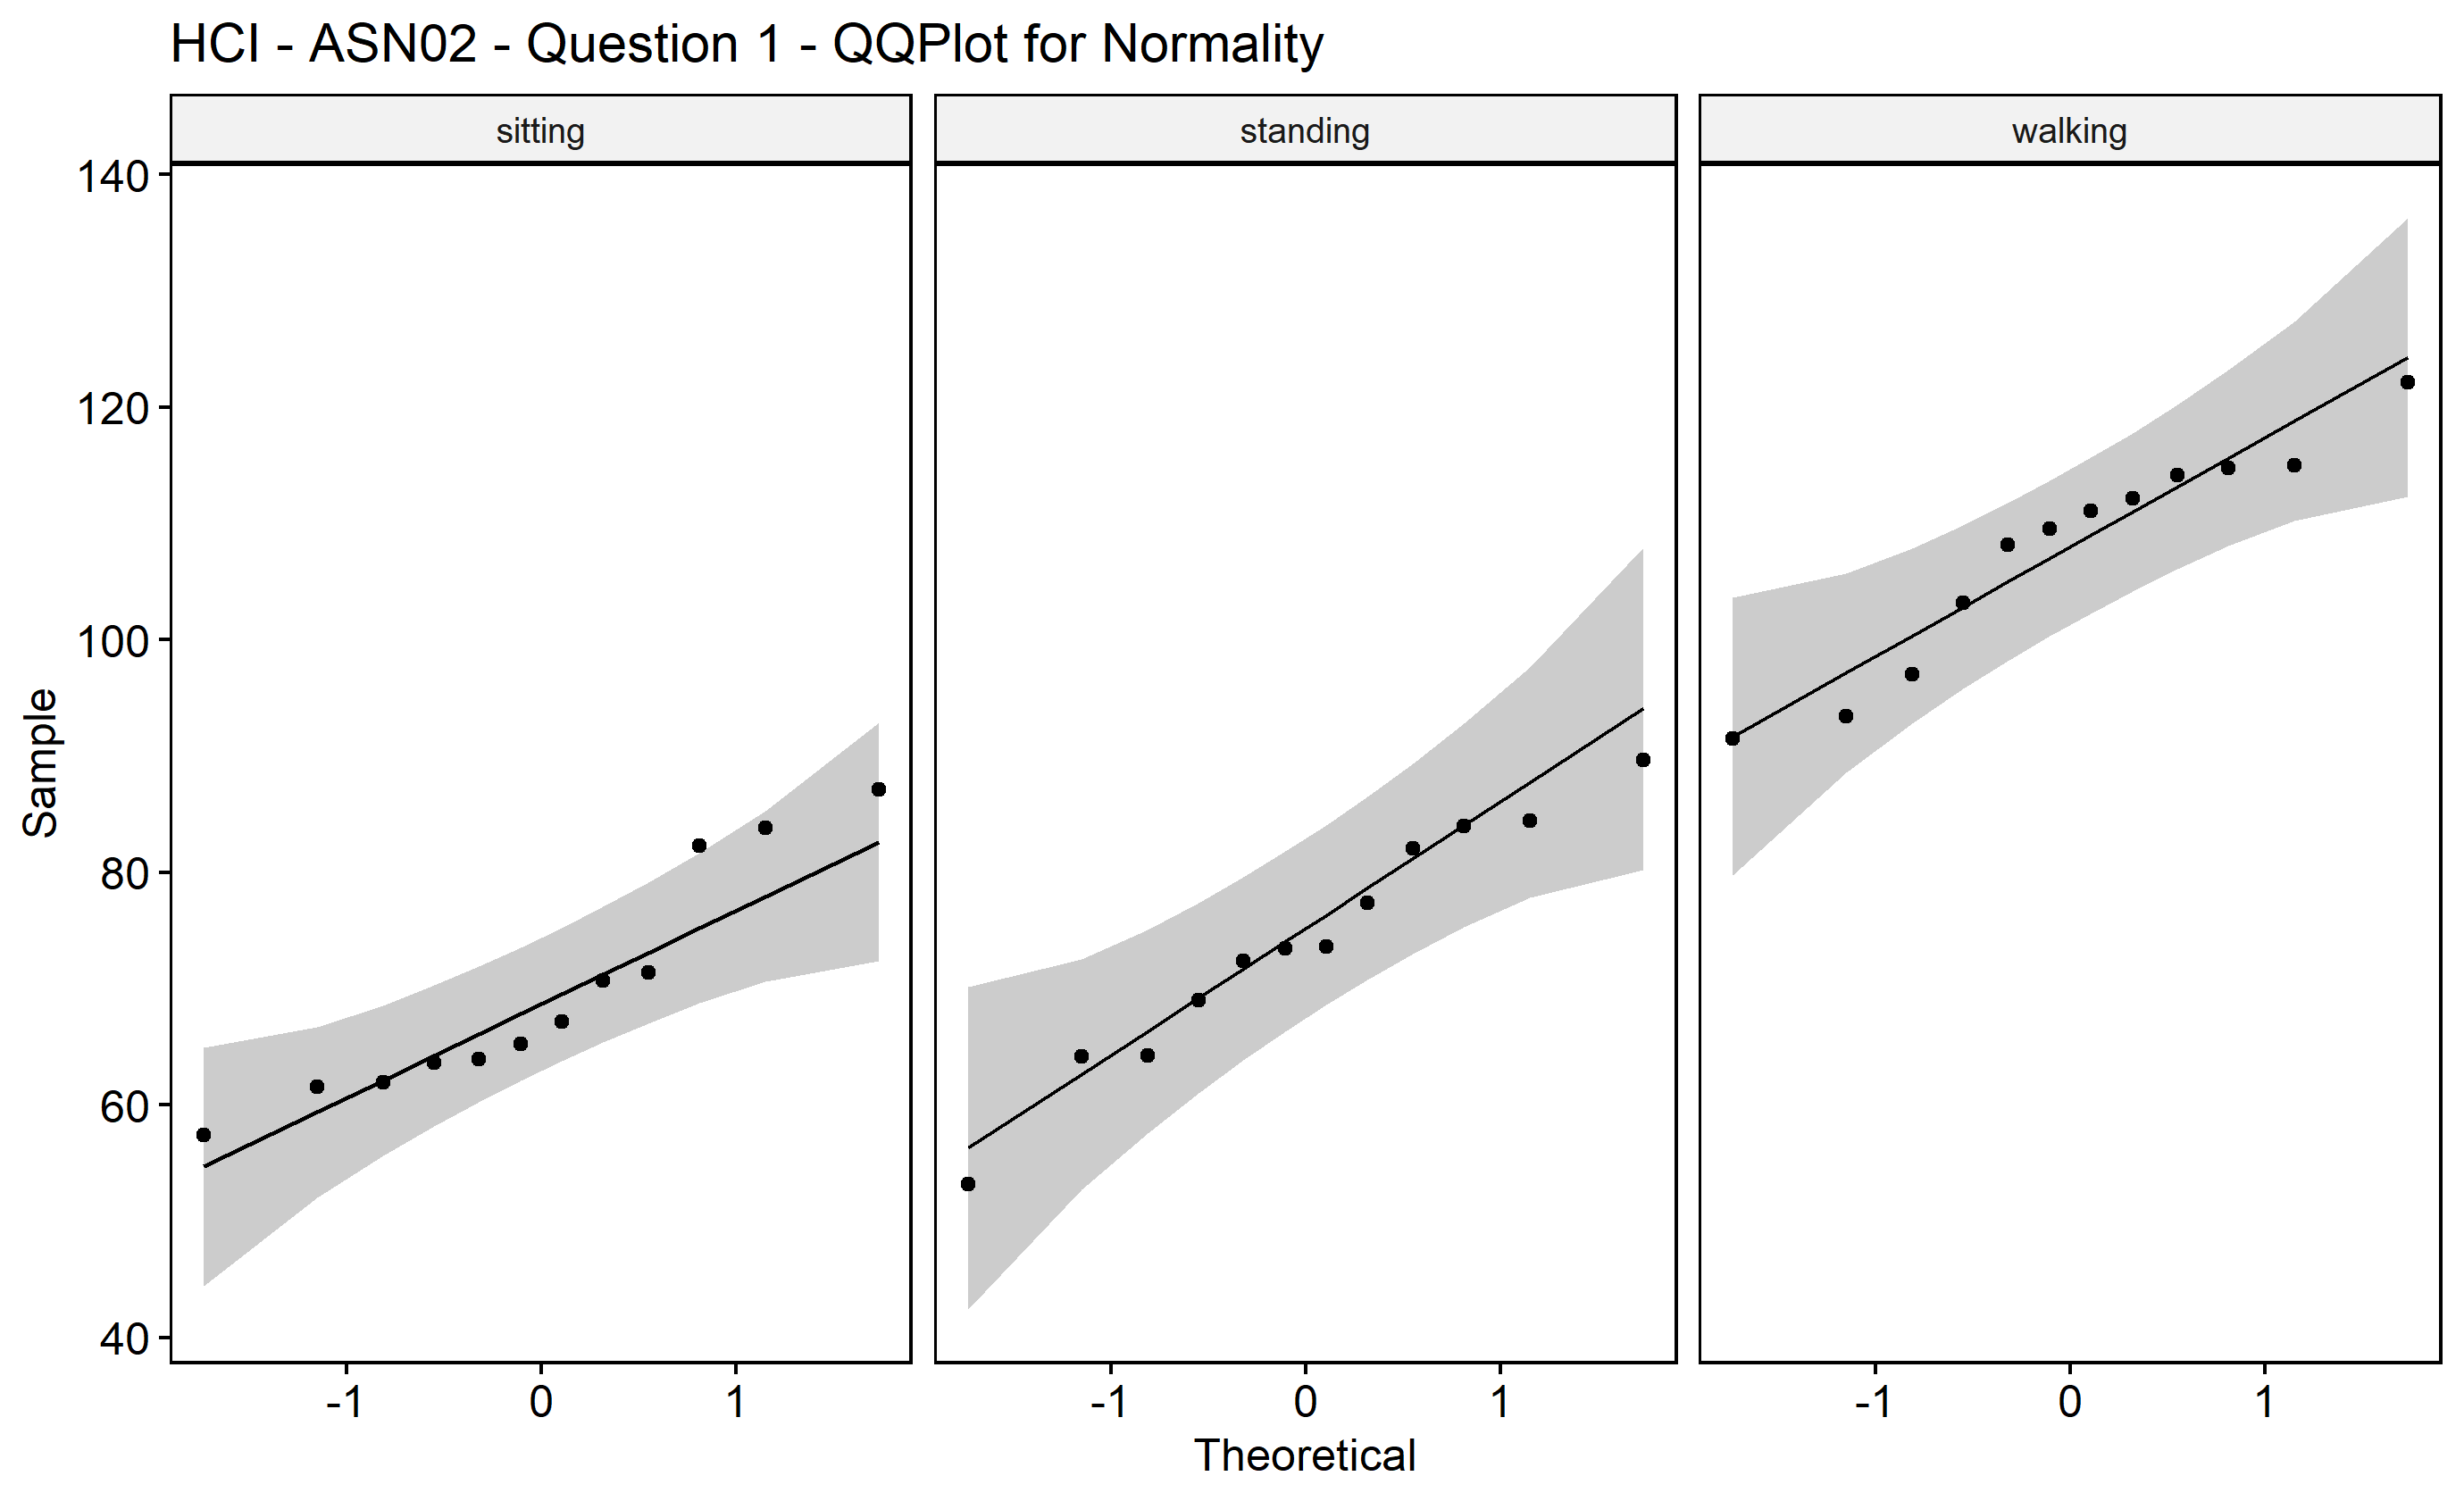 HCI - ASN02 - Question 1 - QQPlot for Normality
sitting standing walking
140
120
100
80
60
40
Sample
-1 0 1 -1 0 1 -1 0 1
Theoretical